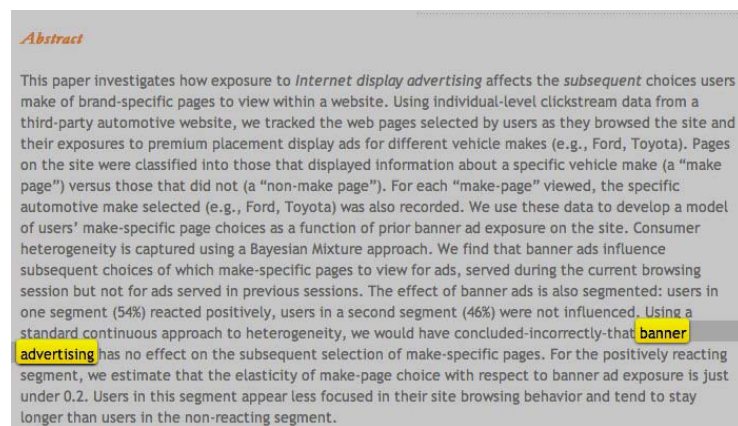 Abstract
This paper investigates how exposure to Internet display advertising affects the subsequent choices users
make of brand-specific pages to view within a website. Using individual-level clickstream data from a
third-party automotive website, we tracked the web pages selected by users as they browsed the site and
their exposures to premium placement display ads for different vehicle makes (e.g., Ford, Toyota). Pages
on the site were classified into those that displayed information about a specific vehicle make (a “make
page”) versus those that did not (a “non-make page”). For each “make-page” viewed, the specific
automotive make selected (e.g., Ford, Toyota) was also recorded. We use these data to develop a model
of users’ make-specific page choices as a function of prior banner ad exposure on the site. Consumer
heterogeneity is captured using a Bayesian Mixture approach. We find that banner ads influence
subsequent choices of which make-specific pages to view for ads, served during the current browsing
session but not for ads served in previous sessions. The effect of banner ads is also segmented: users in
one segment (54%) reacted positively, users in a second segment (46%) were not influenced. Using a
standard continuous approach to heterogeneity, we would have concluded-incorrectly-that banner
advertising has no effect on the subsequent selection of make-specific pages. For the positively reacting
segment, we estimate that the elasticity of make-page choice with respect to banner ad exposure is just
under 0.2. Users in this segment appear less focused in their site browsing behavior and tend to stay
longer than users in the non-reacting segment.